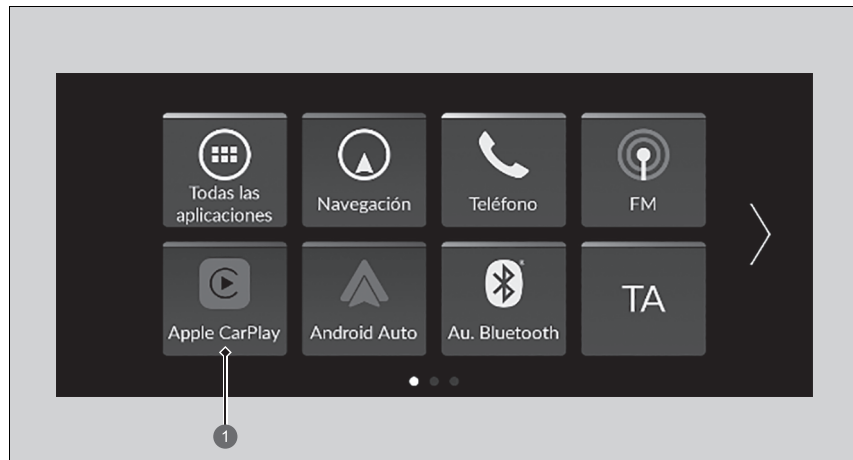 Todas las
aplicaciones
Navegación
Teléfono
FM
Apple CarPlay
Android Auto
Au. Bluetooth
TA
1